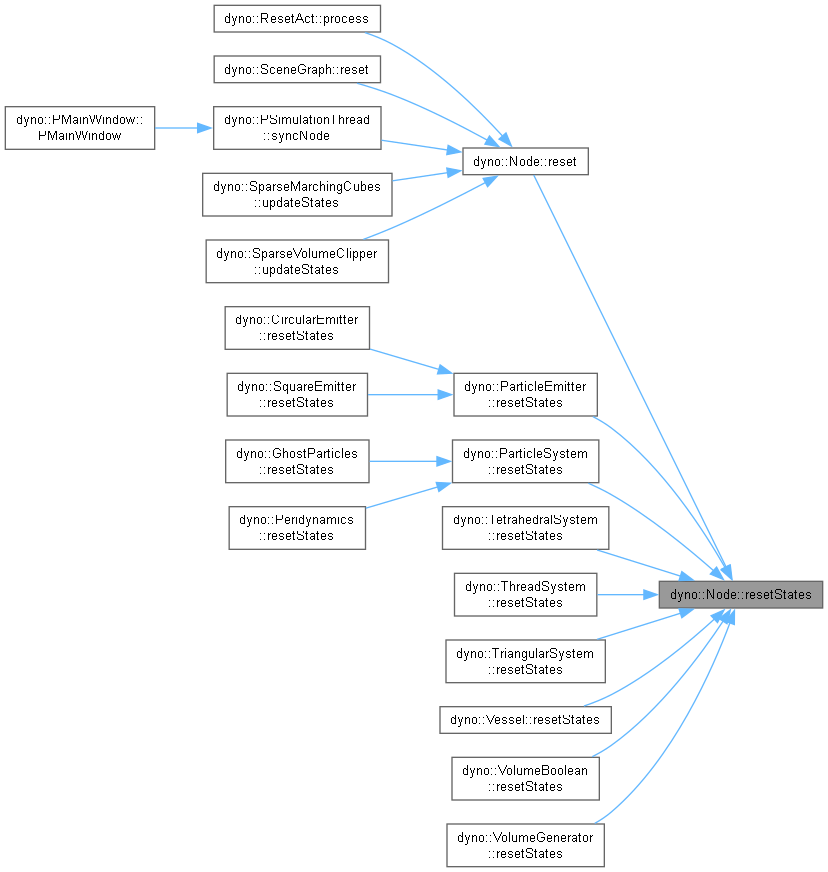 dyno::ResetAct::process
dyno::SceneGraph::reset
dyno::PMainWindow::
PMainWindow
dyno::PSimulationThread
::syncNode
dyno::Node::reset
dyno::SparseMarchingCubes
::updateStates
dyno::SparseVolumeClipper
::updateStates
dyno::CircularEmitter
::resetStates
dyno::SquareEmitter
::resetStates
dyno::ParticleEmitter
::resetStates
dyno::GhostParticles
::resetStates
dyno::ParticleSystem
::resetStates
dyno::Peridynamics
::resetStates
dyno::TetrahedralSystem
::resetStates
dyno::ThreadSystem
::resetStates
dyno::Node::resetStates
dyno::TriangularSystem
::resetStates
dyno::Vessel::resetStates
dyno::VolumeBoolean
::resetStates
dyno::VolumeGenerator
::resetStates